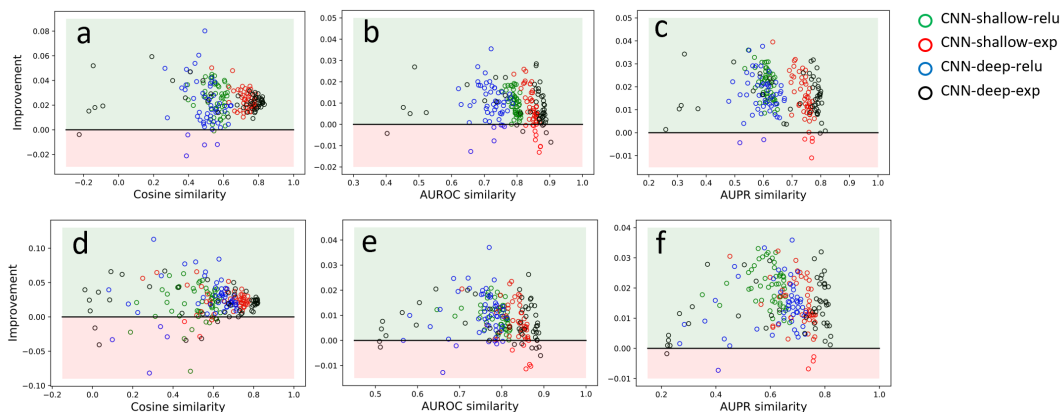 a
b
c
Improvement
0.08
0.06
0.04
0.02
0.00
−0.02
−0.2 0.0 0.2 0.4 0.6 0.8 1.0
Cosine similarity
0.05
0.04
0.03
0.02
0.01
0.00
−0.01
−0.02
0.3 0.4 0.5 0.6 0.7 0.8 0.9 1.0
AUROC similarity
0.05
0.04
0.03
0.02
0.01
0.00
−0.01
0.2 0.3 0.4 0.5 0.6 0.7 0.8 0.9 1.0
AUPR similarity
CNN-shallow-relu
CNN-shallow-exp
CNN-deep-relu
CNN-deep-exp
d
e
f
Improvement
0.10
0.05
0.00
−0.05
−0.10
−0.2 0.0 0.2 0.4 0.6 0.8 1.0
Cosine similarity
0.04
0.03
0.02
0.01
0.00
−0.01
0.5 0.6 0.7 0.8 0.9 1.0
AUROC similarity
0.04
0.03
0.02
0.01
0.00
−0.01
0.2 0.3 0.4 0.5 0.6 0.7 0.8 0.9 1.0
AUPR similarity